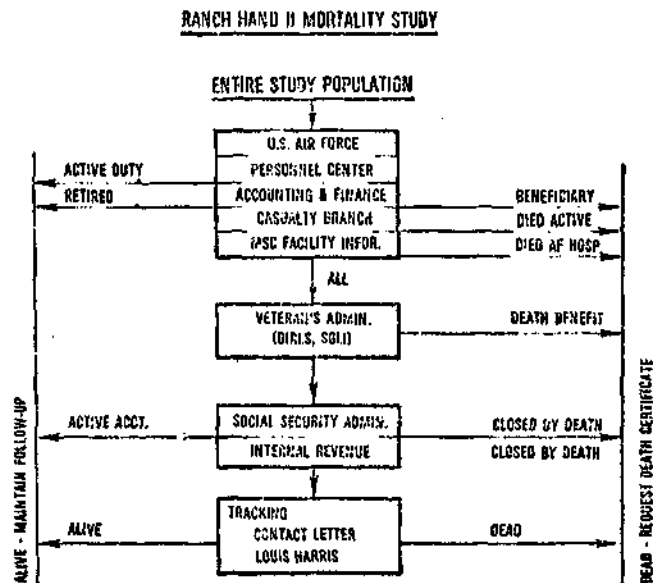 RANCH HAND II MORTALITY STUDY
ENTIRE STUDY POPULATION
U.S. AIR FORCE
PERSONNEL CENTER
ACTIVE DUTY
RETIRED
ACCOUNTING & FINANCE
BENEFICIARY
CASUALTY BRANCH
DIED ACTIVE
MSC FACILITY INFOR.
DIED AF HOSP
ALL
VETERAN'S ADMIN.
(BIRLS, SGLI)
DEATH BENEFIT
ACTIVE ACCT.
SOCIAL SECURITY ADMIN.
CLOSED BY DEATH
INTERNAL REVENUE
CLOSED BY DEATH
TRACKING
CONTACT LETTER
LOUIS HARRIS
ALIVE
DEAD
ALIVE - MAINTAIN FOLLOW-UP
DEAD - REQUEST DEATH CERTIFICATE